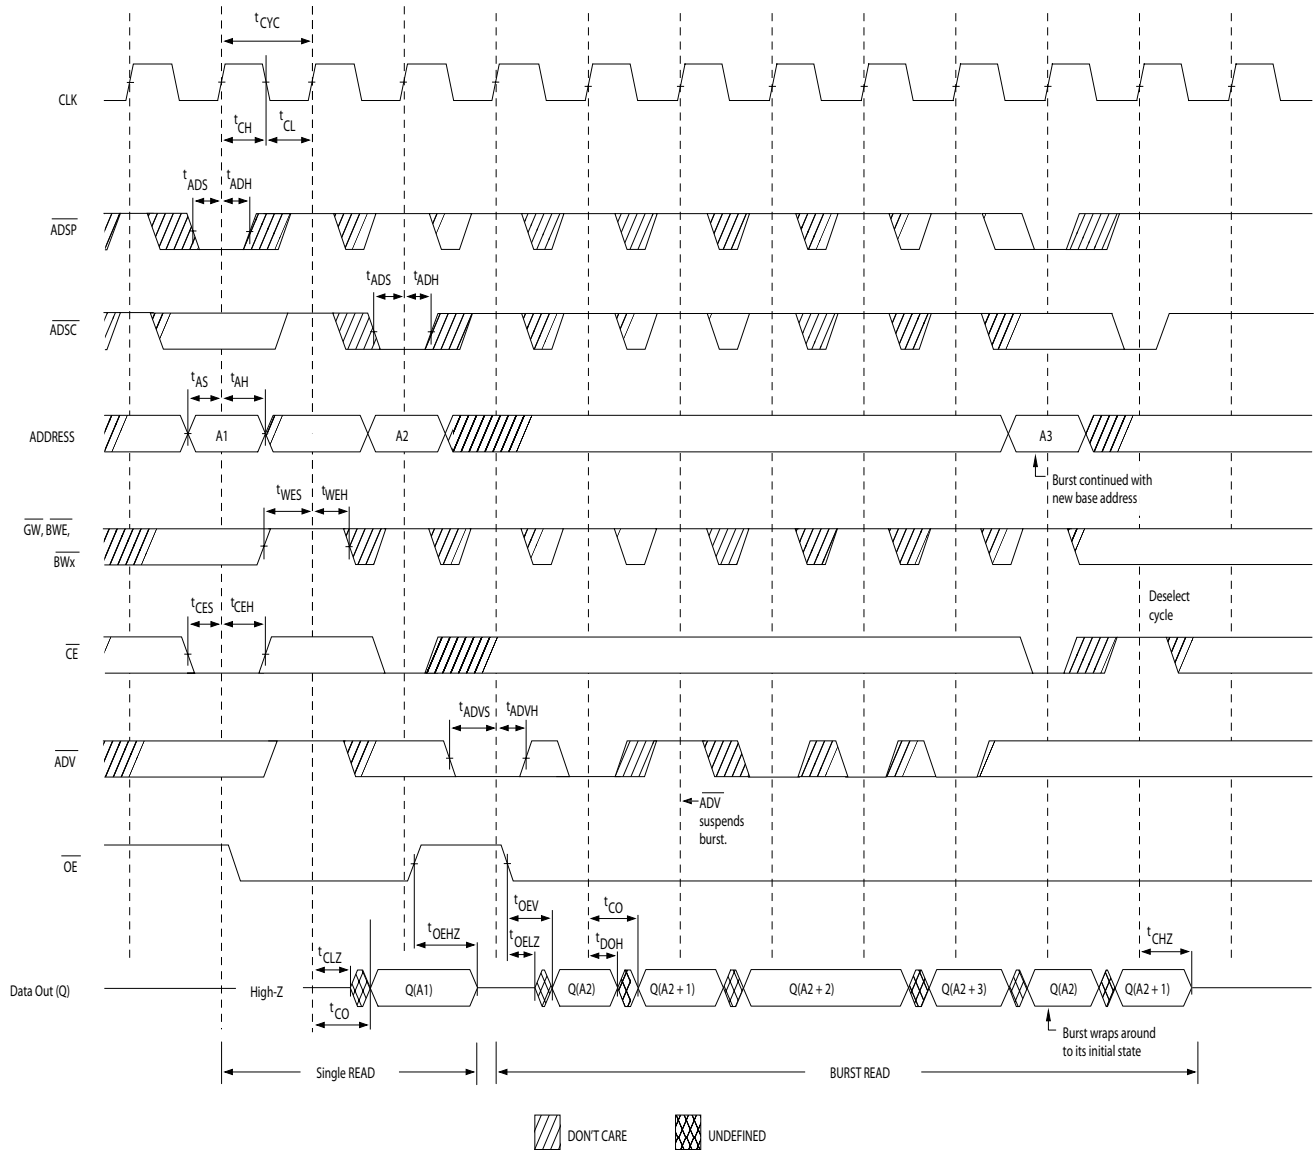 tCYC
CLK
tCH
tCL
tADS
tADH
ADSP
tADS
tADH
ADSC
tAS
tAH
ADDRESS
A1
A2
A3
Burst continued with
new base address
tWES
tWEH
GW, BWE,
BWx
tCES
tCEH
Deselect
cycle
CE
tADVS
tADVH
ADV
ADV
suspends
burst.
OE
tOEV
tCO
tOEHZ
tOELZ
tDOH
tCHZ
tCLZ
Data Out (Q)
High-Z
Q(A1)
Q(A2)
Q(A2 + 1)
Q(A2 + 2)
Q(A2 + 3)
Q(A2)
Q(A2 + 1)
tCO
Burst wraps around
to its initial state
Single READ
BURST READ
DON'T CARE
UNDEFINED